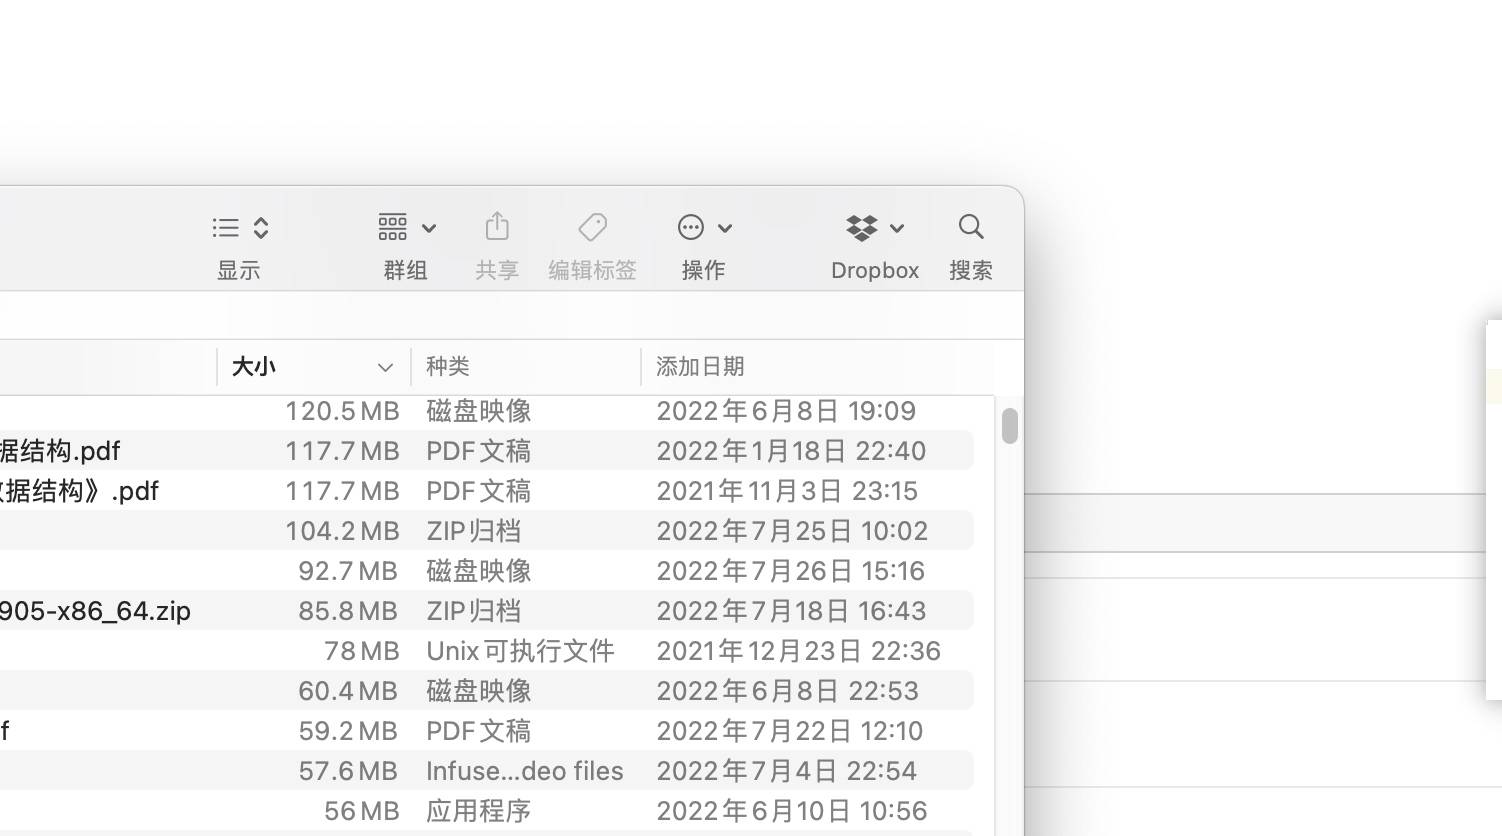 显示 群组 共享 编辑标签 操作 Dropbox 搜索
大小 种类 添加日期
120.5 MB 磁盘映像 2022年6月8日 19:09
据结构.pdf 117.7 MB PDF文稿 2022年1月18日 22:40
据结构》.pdf 117.7 MB PDF文稿 2021年11月3日 23:15
104.2 MB ZIP归档 2022年7月25日 10:02
92.7 MB 磁盘映像 2022年7月26日 15:16
905-x86_64.zip 85.8 MB ZIP归档 2022年7月18日 16:43
78 MB Unix可执行文件 2021年12月23日 22:36
60.4 MB 磁盘映像 2022年6月8日 22:53
f 59.2 MB PDF文稿 2022年7月22日 12:10
57.6 MB Infuse...deo files 2022年7月4日 22:54
56 MB 应用程序 2022年6月10日 10:56